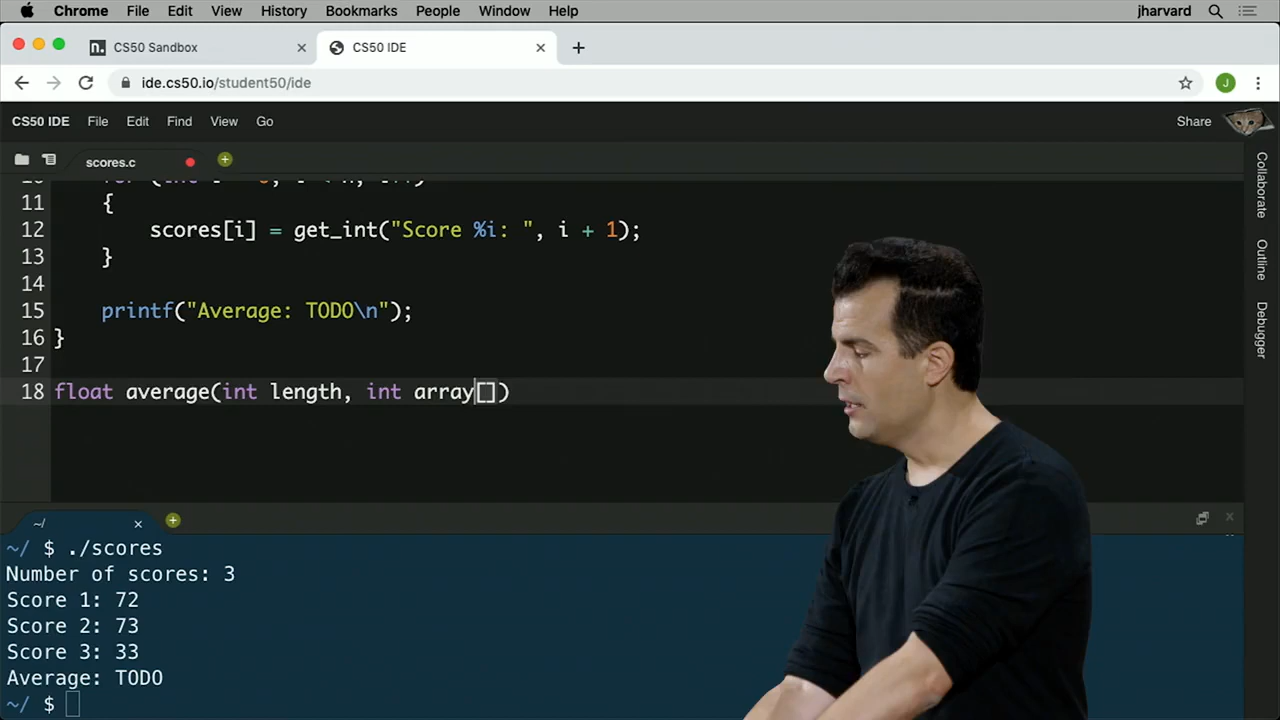 Chrome File Edit View History Bookmarks People Window Help jharvard
n. CS50 Sandbox × CS50 IDE × +
ide.cs50.io/student50/ide J
CS50 IDE File Edit Find View Go Share
scores.c
Collaborate
Outline
Debugger
11 {
12 scores[i] = get_int("Score %i: ", i + 1);
13 }
14
15 printf("Average: TODO\n");
16 }
17
18 float average(int length, int array[])
~/ ×
~/ $ ./scores
Number of scores: 3
Score 1: 72
Score 2: 73
Score 3: 33
Average: TODO
~/ $